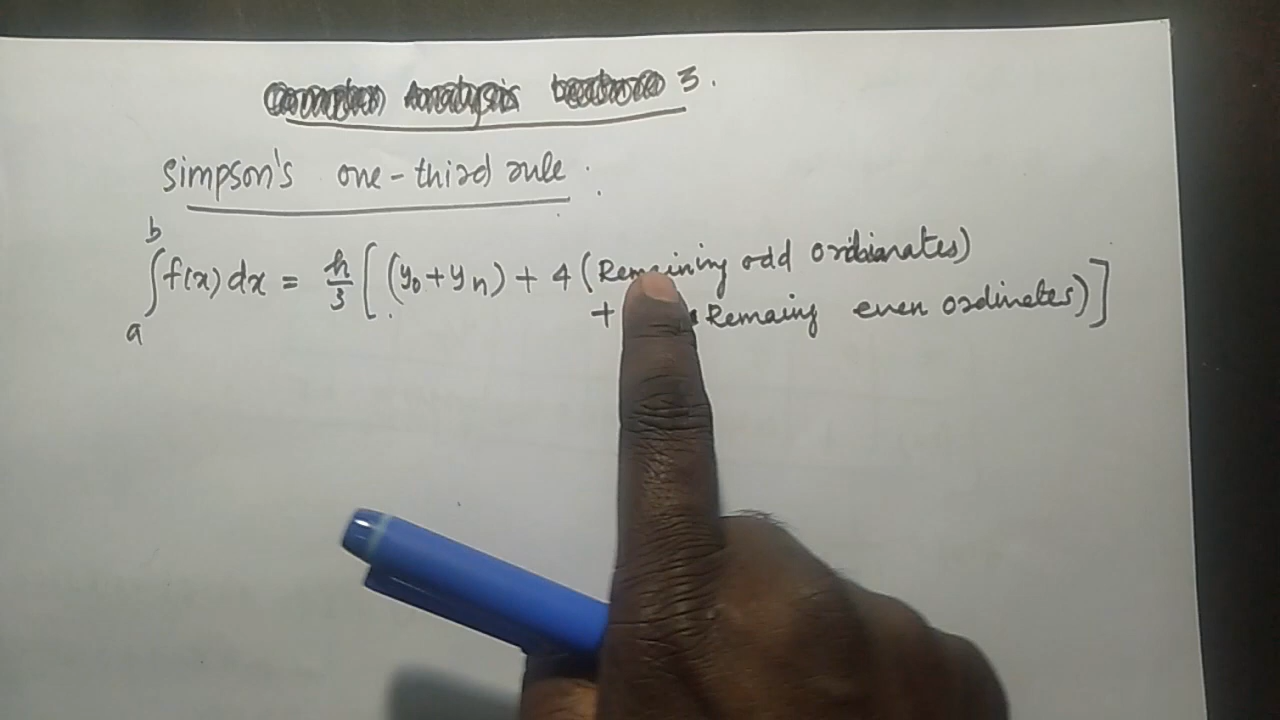 3.
Simpson's one-third rule :
b
∫ f(x) dx = h/3 [ (y₀ + yₙ) + 4 (Remaining odd ordinates)
a
+ Remaing even ordinates) ]